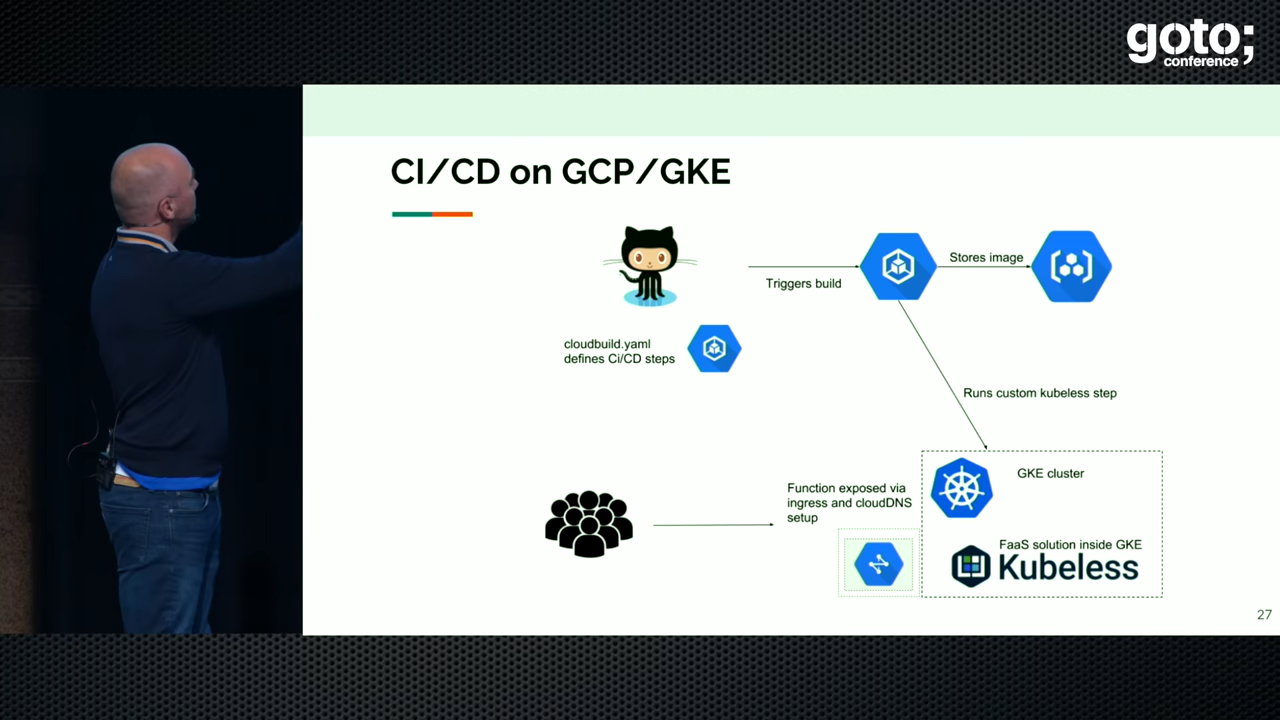 goto;
conference
CI/CD on GCP/GKE
Triggers build
Stores image
cloudbuild.yaml
defines Ci/CD steps
Runs custom kubeless step
GKE cluster
Function exposed via
ingress and cloudDNS
setup
FaaS solution inside GKE
Kubeless
27